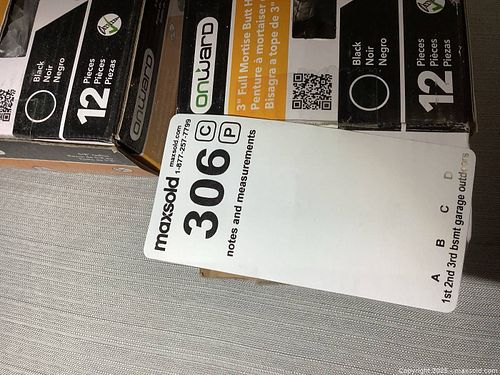 Black
Noir
Negro
12
Pieces
Pièces
Piezas
onward
onward
3" Full Mortise Butt H
Penture à mortaiser
Bisagra a tope de 3"
Black
Noir
Negro
12
Pieces
Pièces
Piezas
maxsold
maxsold.com
1-877-257-7799
306
C
P
notes and measurements
A B C D
1st 2nd 3rd bsmt garage outdoors
Copyright 2025 - maxsold.com